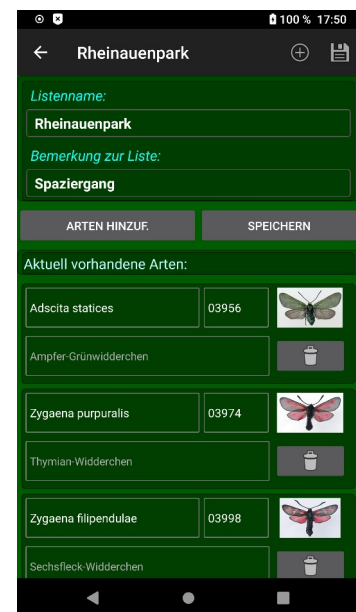 100 % 17:50
Rheinauenpark
Listenname:
Rheinauenpark
Bemerkung zur Liste:
Spaziergang
ARTEN HINZUF. SPEICHERN
Aktuell vorhandene Arten:
Adscita statices 03956
Ampfer-Grünwidderchen
Zygaena purpuralis 03974
Thymian-Widderchen
Zygaena filipendulae 03998
Sechsfleck-Widderchen